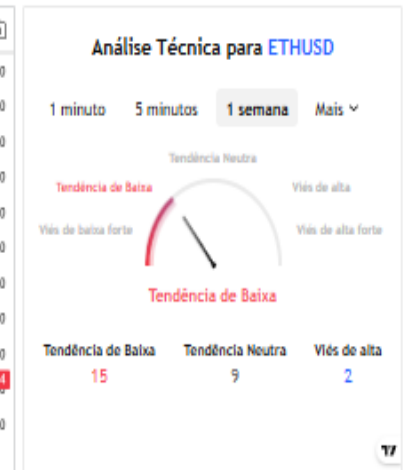 Análise Técnica para ETHUSD
1 minuto 5 minutos 1 semana Mais
Tendência Neutra
Tendência de Baixa Viés de alta
Viés de baixa forte Viés de alta forte
Tendência de Baixa
Tendência de Baixa Tendência Neutra Viés de alta
15 9 2